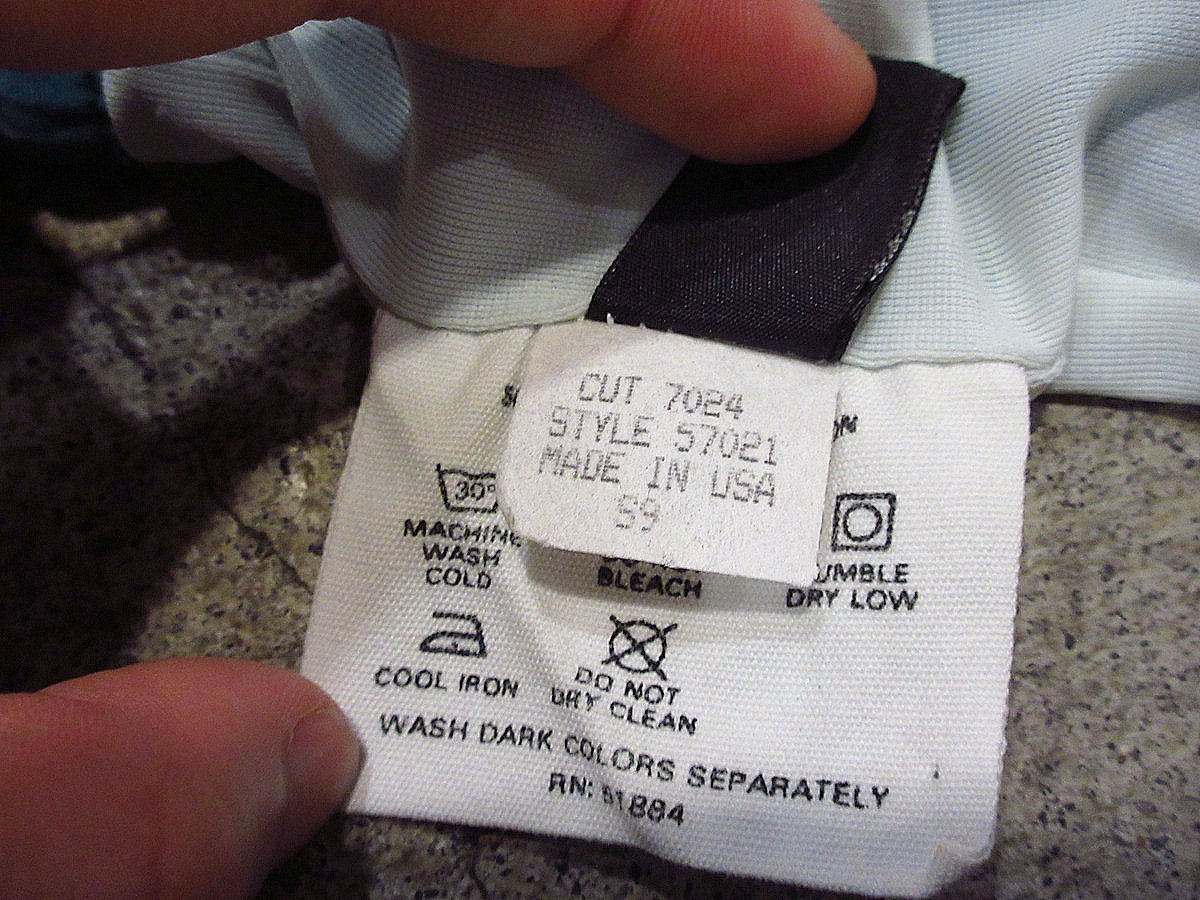 CUT 7024
STYLE 57021
MADE IN USA
S9
30°
MACHINE
WASH
COLD
BLEACH
UMBLE
DRY LOW
COOL IRON
DO NOT
DRY CLEAN
WASH DARK COLORS SEPARATELY
RN: 51884